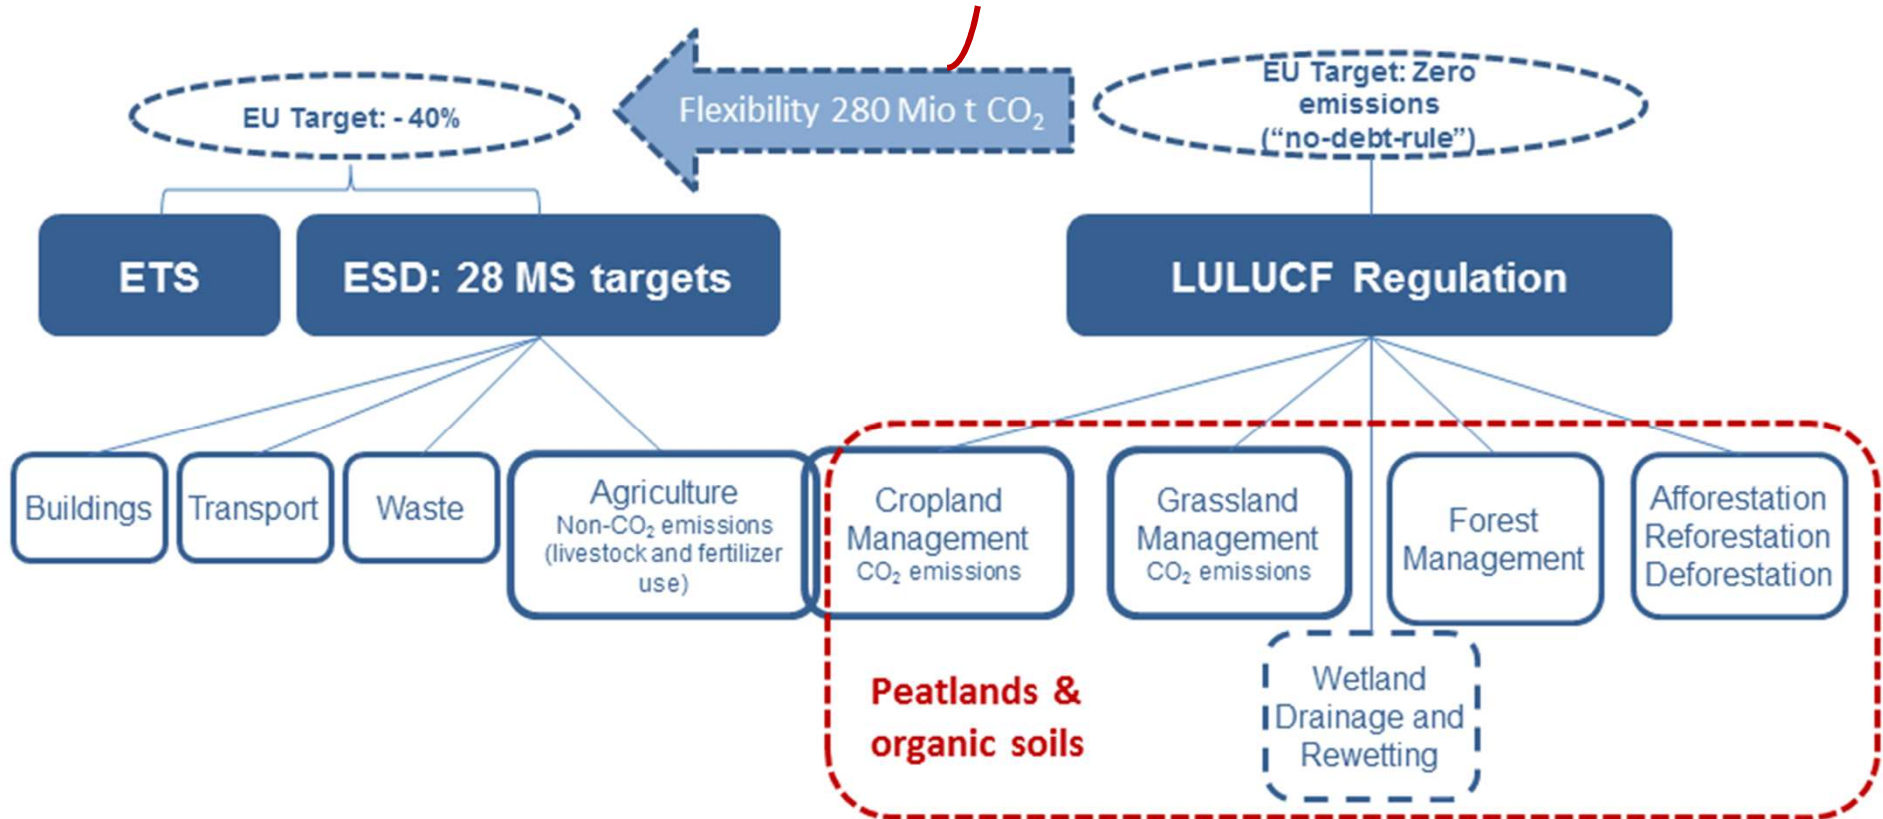 EU Target: - 40%
Flexibility 280 Mio t CO₂
EU Target: Zero
emissions
(“no-debt-rule”)
ETS
ESD: 28 MS targets
LULUCF Regulation
Buildings
Transport
Waste
Agriculture
Non-CO₂ emissions
(livestock and fertilizer
use)
Cropland
Management
CO₂ emissions
Grassland
Management
CO₂ emissions
Forest
Management
Afforestation
Reforestation
Deforestation
Peatlands &
organic soils
Wetland
Drainage and
Rewetting